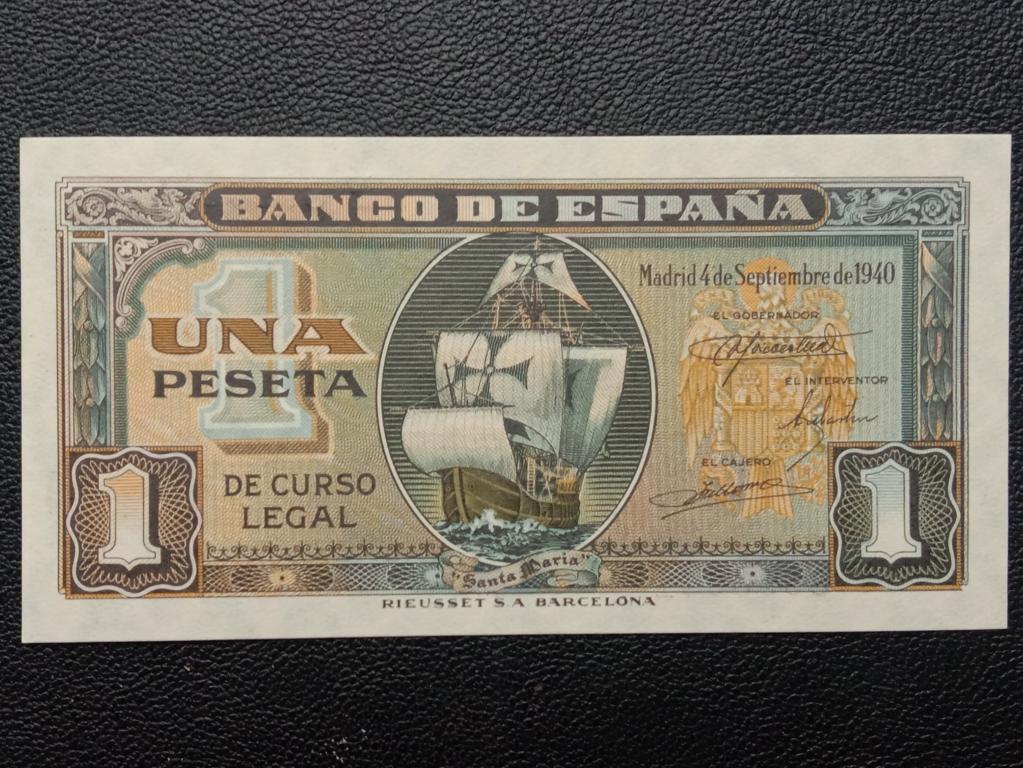 BANCO DE ESPAÑA
Madrid 4 de Septiembre de 1940
1
EL GOBERNADOR
UNA
PESETA
EL INTERVENTOR
EL CAJERO
DE CURSO
LEGAL
1
1
"Santa Maria"
RIEUSSET S.A BARCELONA